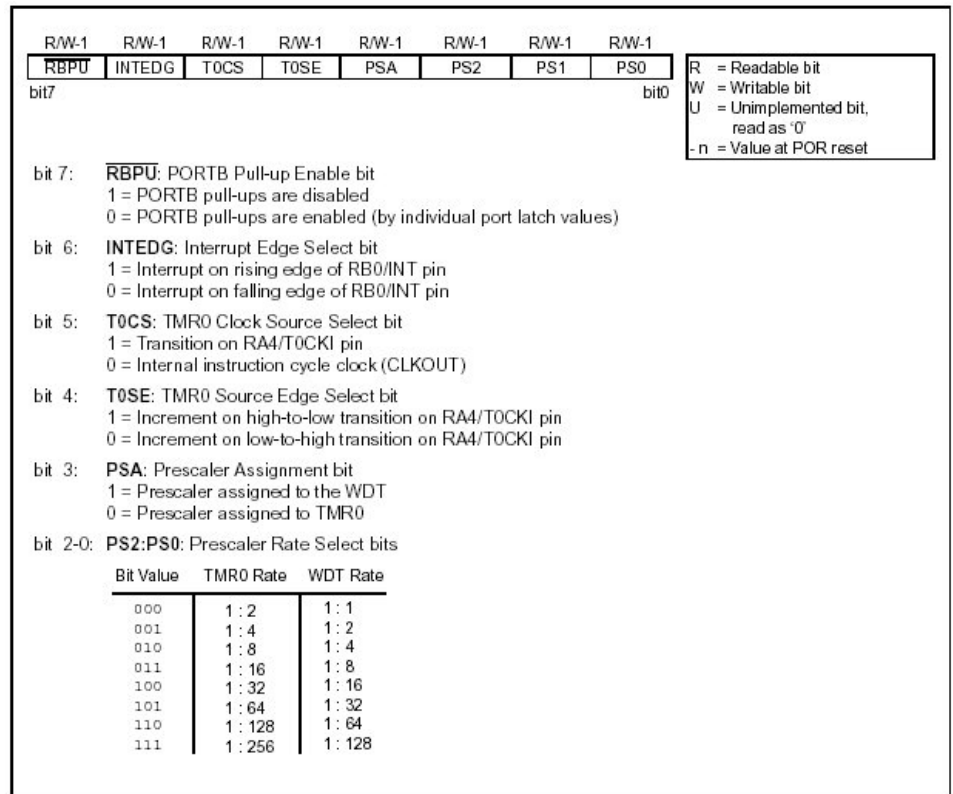 R/W-1 R/W-1 R/W-1 R/W-1 R/W-1 R/W-1 R/W-1 R/W-1
RBPU INTEDG T0CS T0SE PSA PS2 PS1 PS0
bit7 bit0
R = Readable bit
W = Writable bit
U = Unimplemented bit,
read as ‘0’
- n = Value at POR reset
bit 7: RBPU: PORTB Pull-up Enable bit
1 = PORTB pull-ups are disabled
0 = PORTB pull-ups are enabled (by individual port latch values)
bit 6: INTEDG: Interrupt Edge Select bit
1 = Interrupt on rising edge of RB0/INT pin
0 = Interrupt on falling edge of RB0/INT pin
bit 5: T0CS: TMR0 Clock Source Select bit
1 = Transition on RA4/T0CKI pin
0 = Internal instruction cycle clock (CLKOUT)
bit 4: T0SE: TMR0 Source Edge Select bit
1 = Increment on high-to-low transition on RA4/T0CKI pin
0 = Increment on low-to-high transition on RA4/T0CKI pin
bit 3: PSA: Prescaler Assignment bit
1 = Prescaler assigned to the WDT
0 = Prescaler assigned to TMR0
bit 2-0: PS2:PS0: Prescaler Rate Select bits
Bit Value TMR0 Rate WDT Rate
000 1 : 2 1 : 1
001 1 : 4 1 : 2
010 1 : 8 1 : 4
011 1 : 16 1 : 8
100 1 : 32 1 : 16
101 1 : 64 1 : 32
110 1 : 128 1 : 64
111 1 : 256 1 : 128